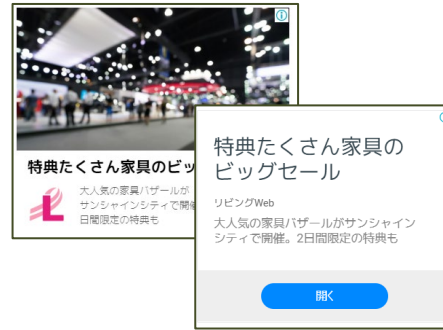 特典たくさん家具のビッ
大人気の家具バザールが
サンシャインシティで開催
日間限定の特典も
特典たくさん家具の
ビッグセール
リビングWeb
大人気の家具バザールがサンシャイン
シティで開催。2日間限定の特典も
開く